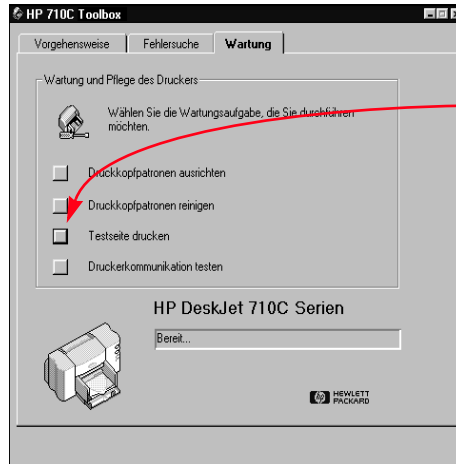 HP 710C Toolbox
Vorgehensweise Fehlersuche Wartung
Wartung und Pflege des Druckers
Wählen Sie die Wartungsaufgabe, die Sie durchführen
möchten.
Druckkopfpatronen ausrichten
Druckkopfpatronen reinigen
Testseite drucken
Druckerkommunikation testen
HP DeskJet 710C Serien
Bereit...
hp HEWLETT
PACKARD